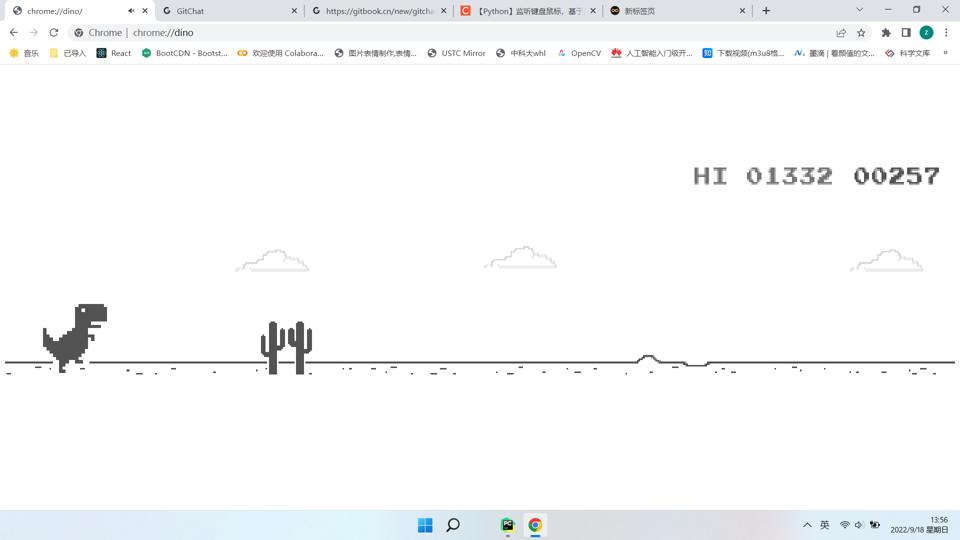 chrome://dino/
GitChat
https://gitbook.cn/new/gitcha
【Python】监听键盘鼠标，基于
新标签页
Chrome | chrome://dino
音乐
已导入
React
BootCDN - Bootst...
欢迎使用 Colabora...
图片表情制作,表情...
USTC Mirror
中科大whl
OpenCV
人工智能入门级开...
下载视频(m3u8格...
墨滴 | 看颜值的文...
科学文库
»
HI 01332 00257
英
13:56
2022/9/18 星期日